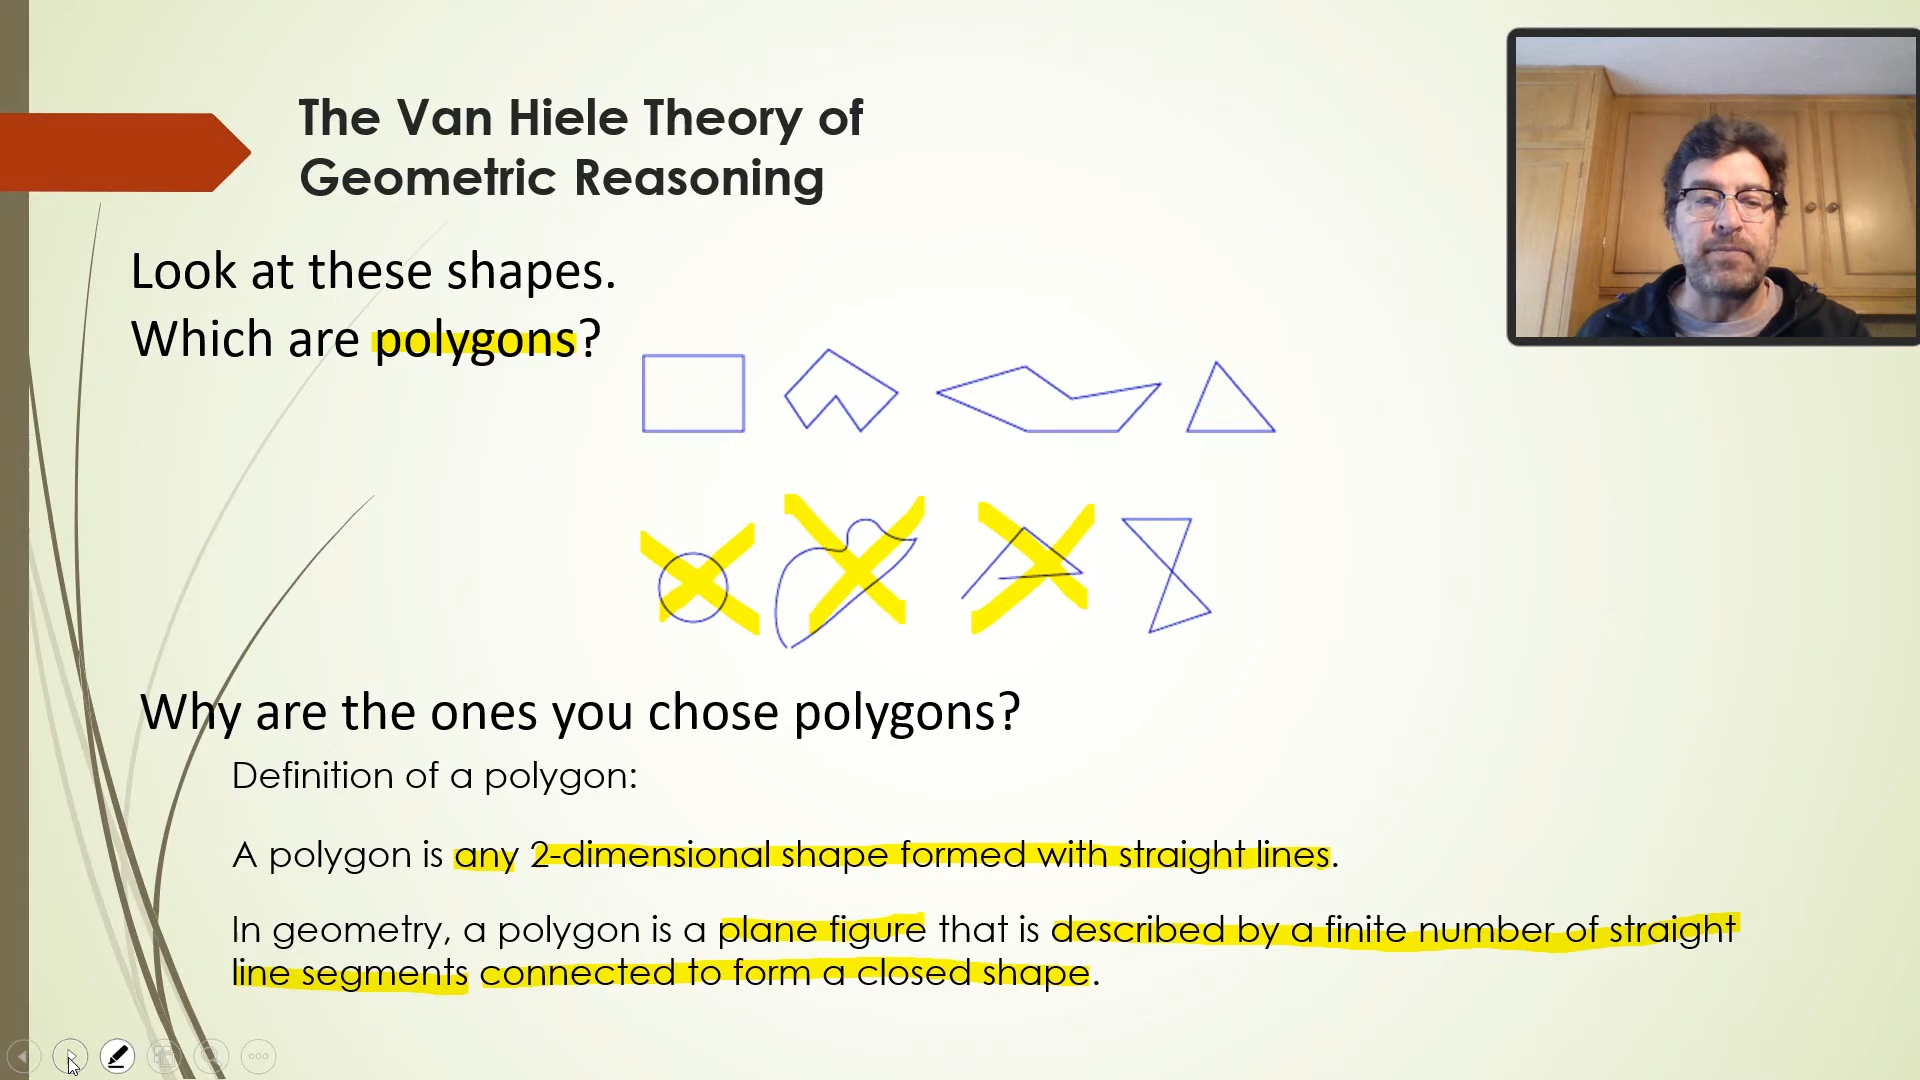 The Van Hiele Theory of
Geometric Reasoning
Look at these shapes.
Which are polygons?
Why are the ones you chose polygons?
Definition of a polygon:
A polygon is any 2-dimensional shape formed with straight lines.
In geometry, a polygon is a plane figure that is described by a finite number of straight
line segments connected to form a closed shape.